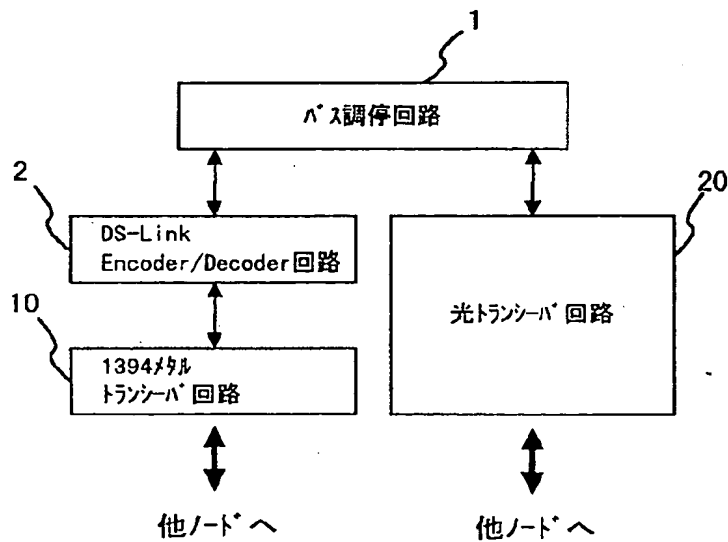 1
ﾊﾞｽ調停回路
2
DS-Link
Encoder/Decoder回路
20
光ﾄﾗﾝｼｰﾊﾞ回路
10
1394ﾒﾀﾙ
ﾄﾗﾝｼｰﾊﾞ回路
他ﾉｰﾄﾞへ
他ﾉｰﾄﾞへ